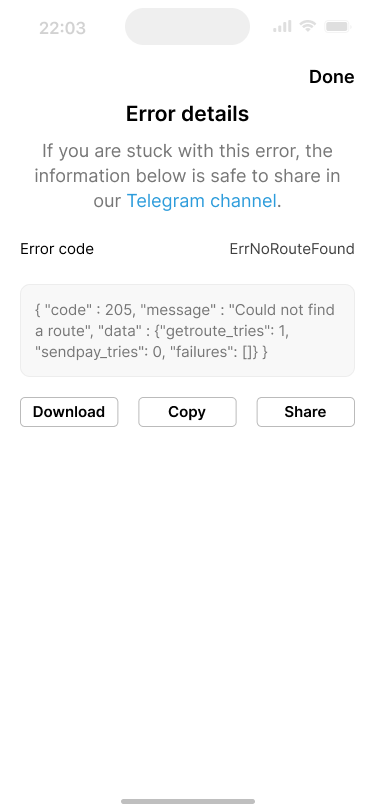 22:03
Done
Error details
If you are stuck with this error, the
information below is safe to share in
our Telegram channel.
Error code ErrNoRouteFound
{ "code" : 205, "message" : "Could not find
a route", "data" : {"getroute_tries": 1,
"sendpay_tries": 0, "failures": []} }
Download Copy Share